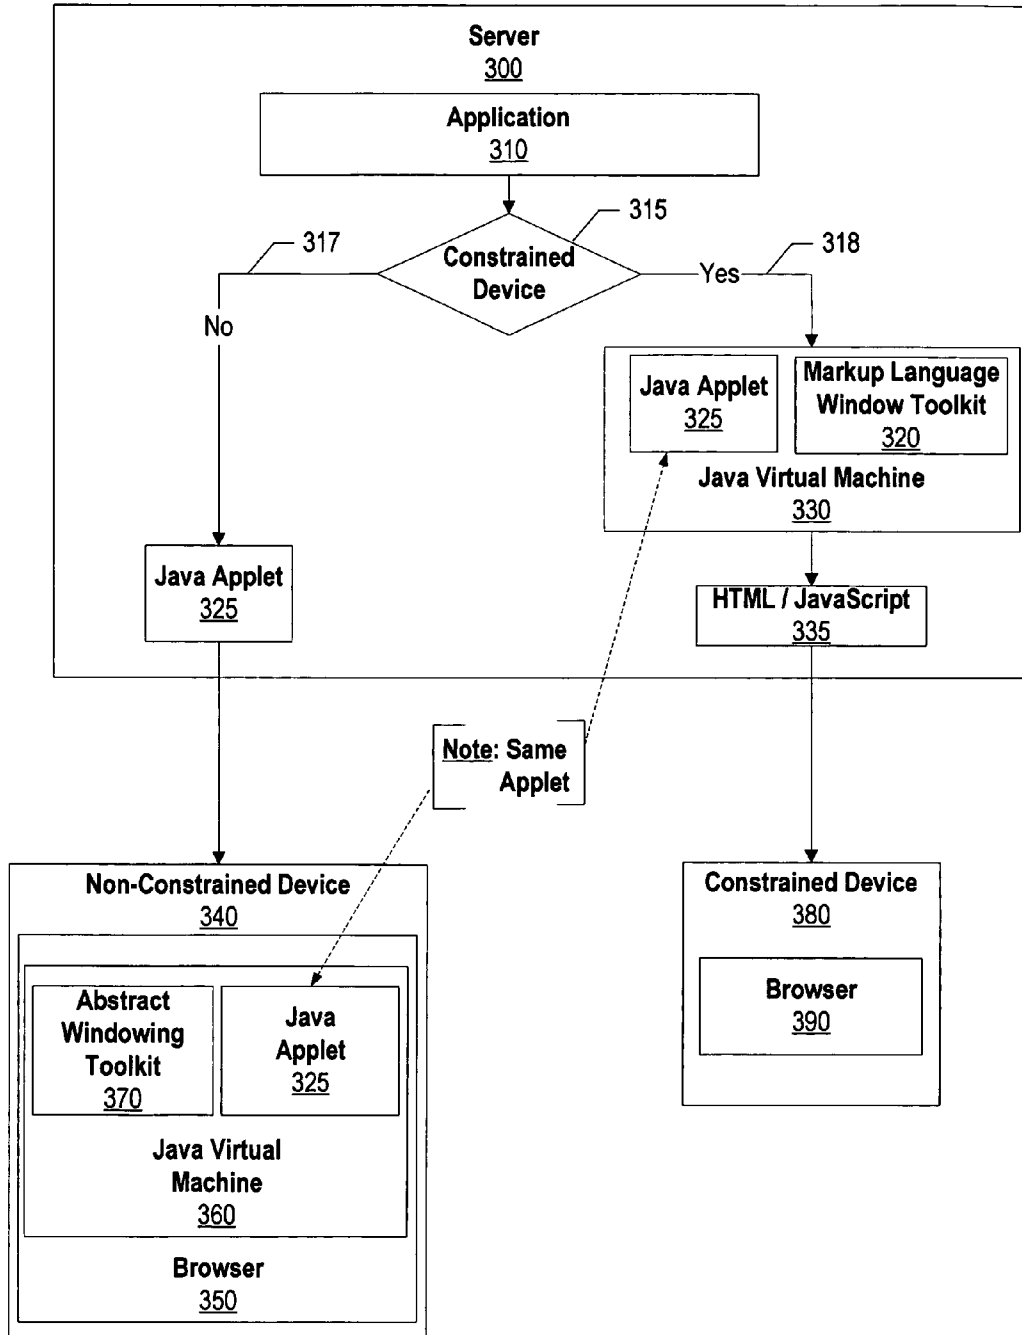 Server
300
Application
310
315
317
318
Constrained
Device
Yes
No
Java Applet
325
Markup Language
Window Toolkit
320
Java Virtual Machine
330
Java Applet
325
HTML / JavaScript
335
Note: Same
Applet
Non-Constrained Device
340
Abstract
Windowing
Toolkit
370
Java
Applet
325
Java Virtual
Machine
360
Browser
350
Constrained Device
380
Browser
390